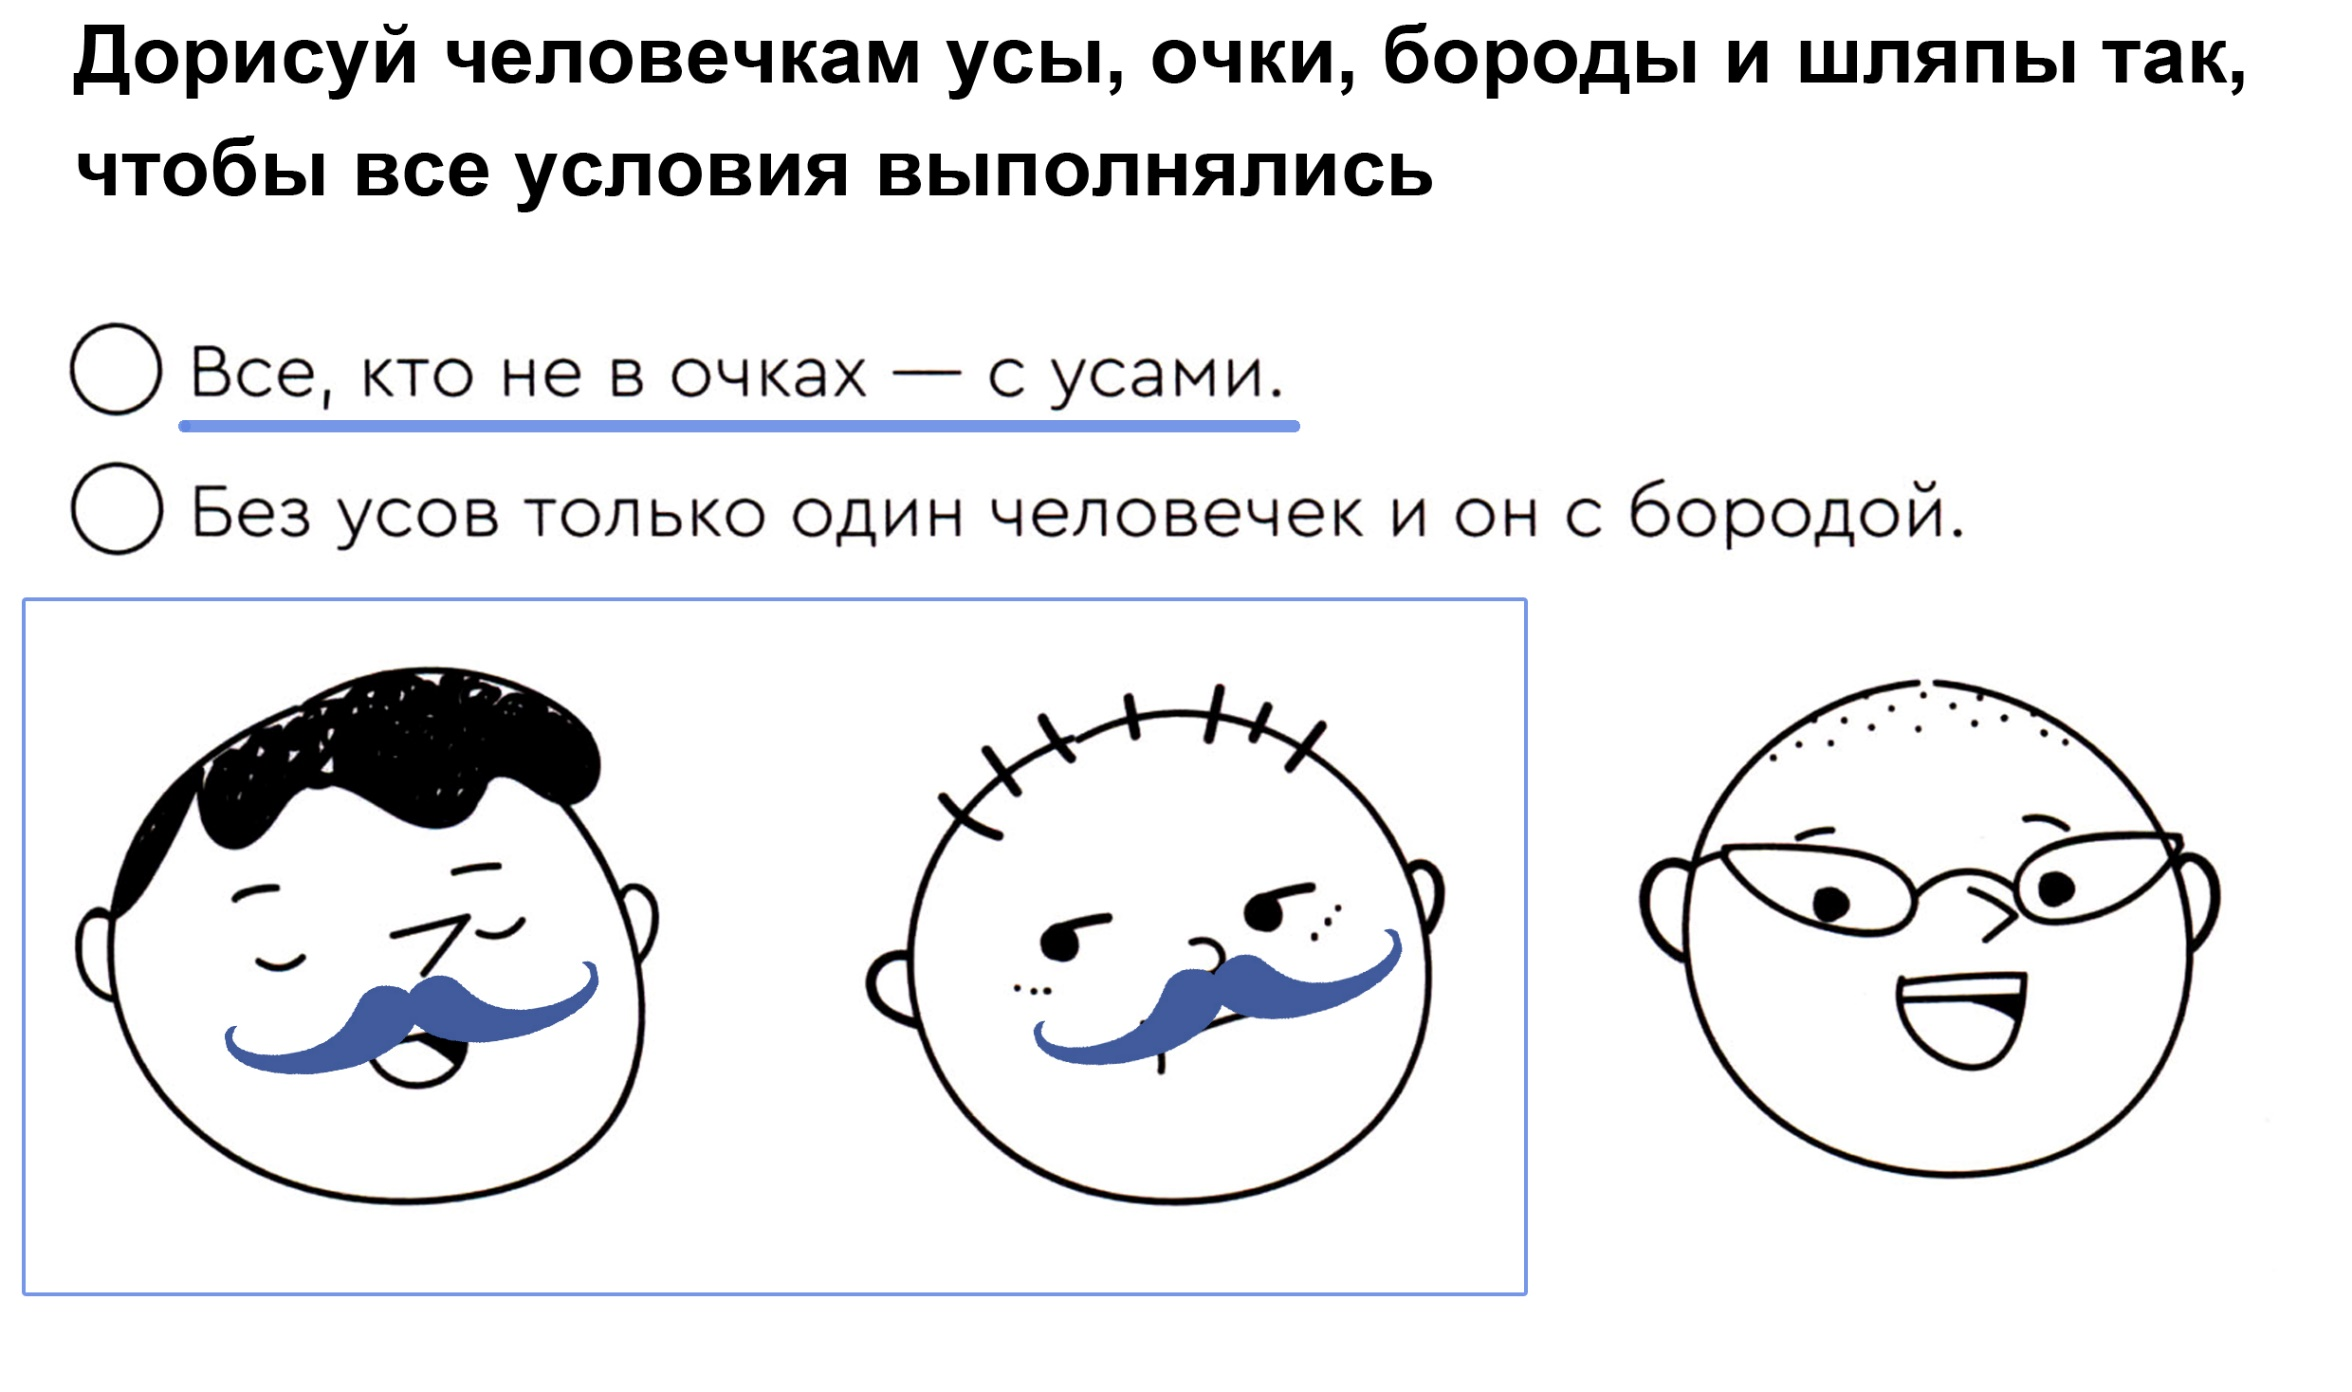 Дорисуй человечкам усы, очки, бороды и шляпы так,
чтобы все условия выполнялись
Все, кто не в очках — с усами.
Без усов только один человечек и он с бородой.